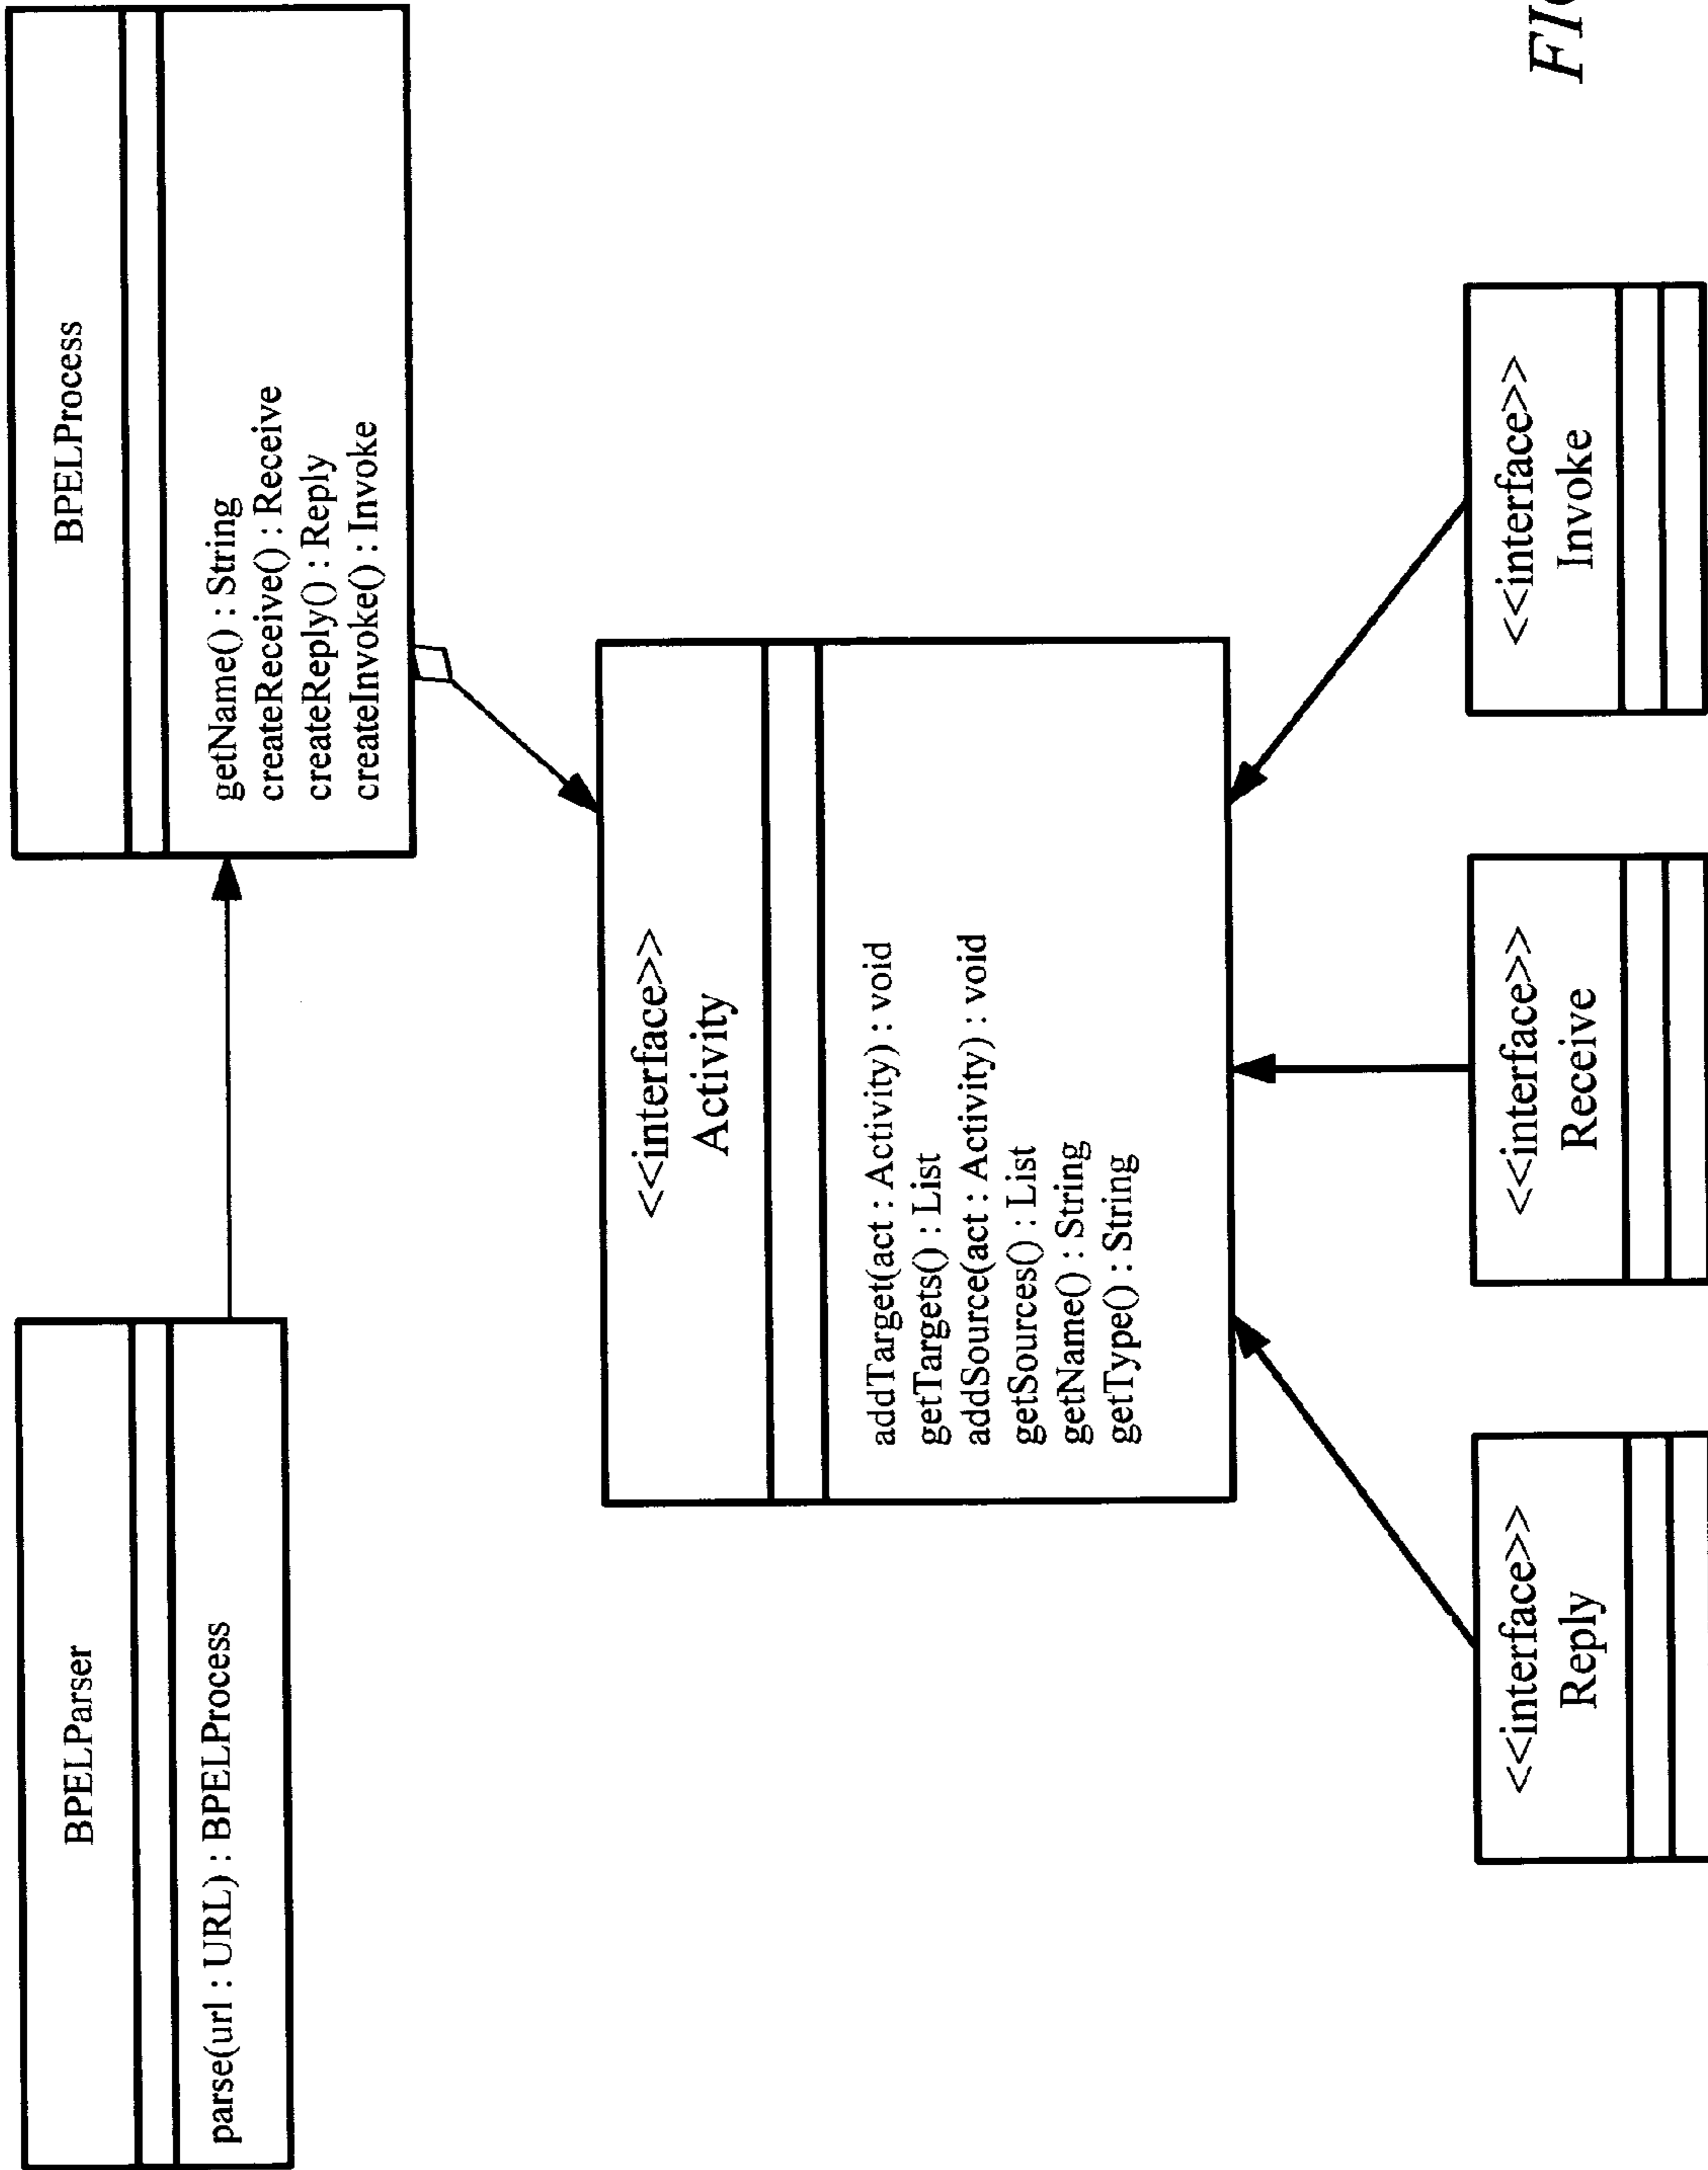 BPELParser
parse(url : URL) : BPELProcess
BPELProcess
getName() : String
createReceive() : Receive
createReply() : Reply
createInvoke() : Invoke
<<interface>>
Activity
addTarget(act : Activity) : void
getTargets() : List
addSource(act : Activity) : void
getSources() : List
getName() : String
getType() : String
<<interface>>
Reply
<<interface>>
Receive
<<interface>>
Invoke